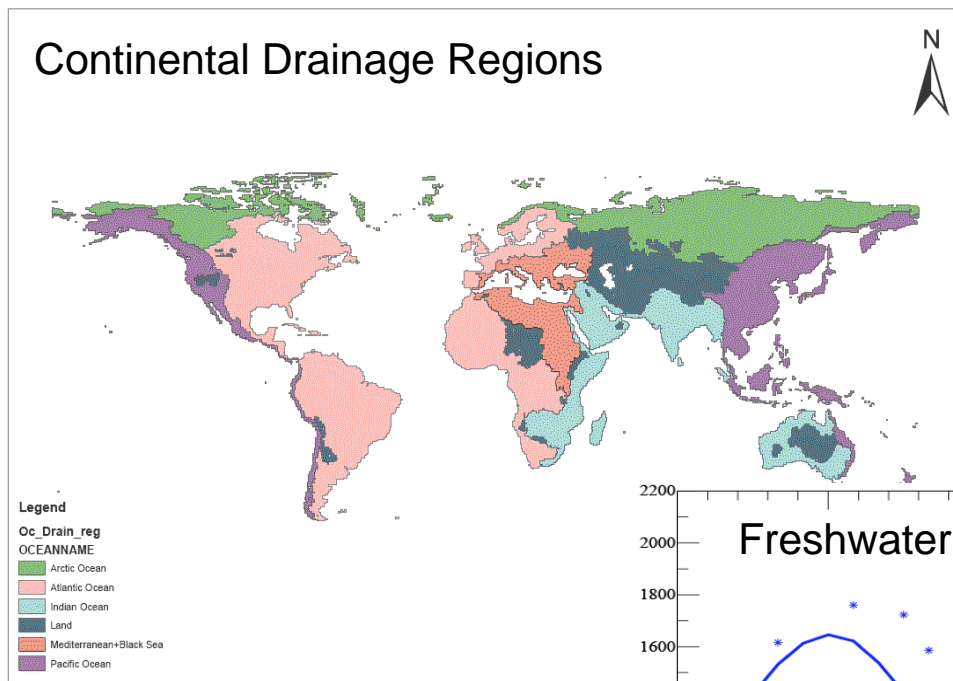 Continental Drainage Regions
N
Legend
Oc_Drain_reg
OCEANNAME
Arctic Ocean
Atlantic Ocean
Indian Ocean
Land
Mediterranean+Black Sea
Pacific Ocean
2200
2000
1800
1600
Freshwater